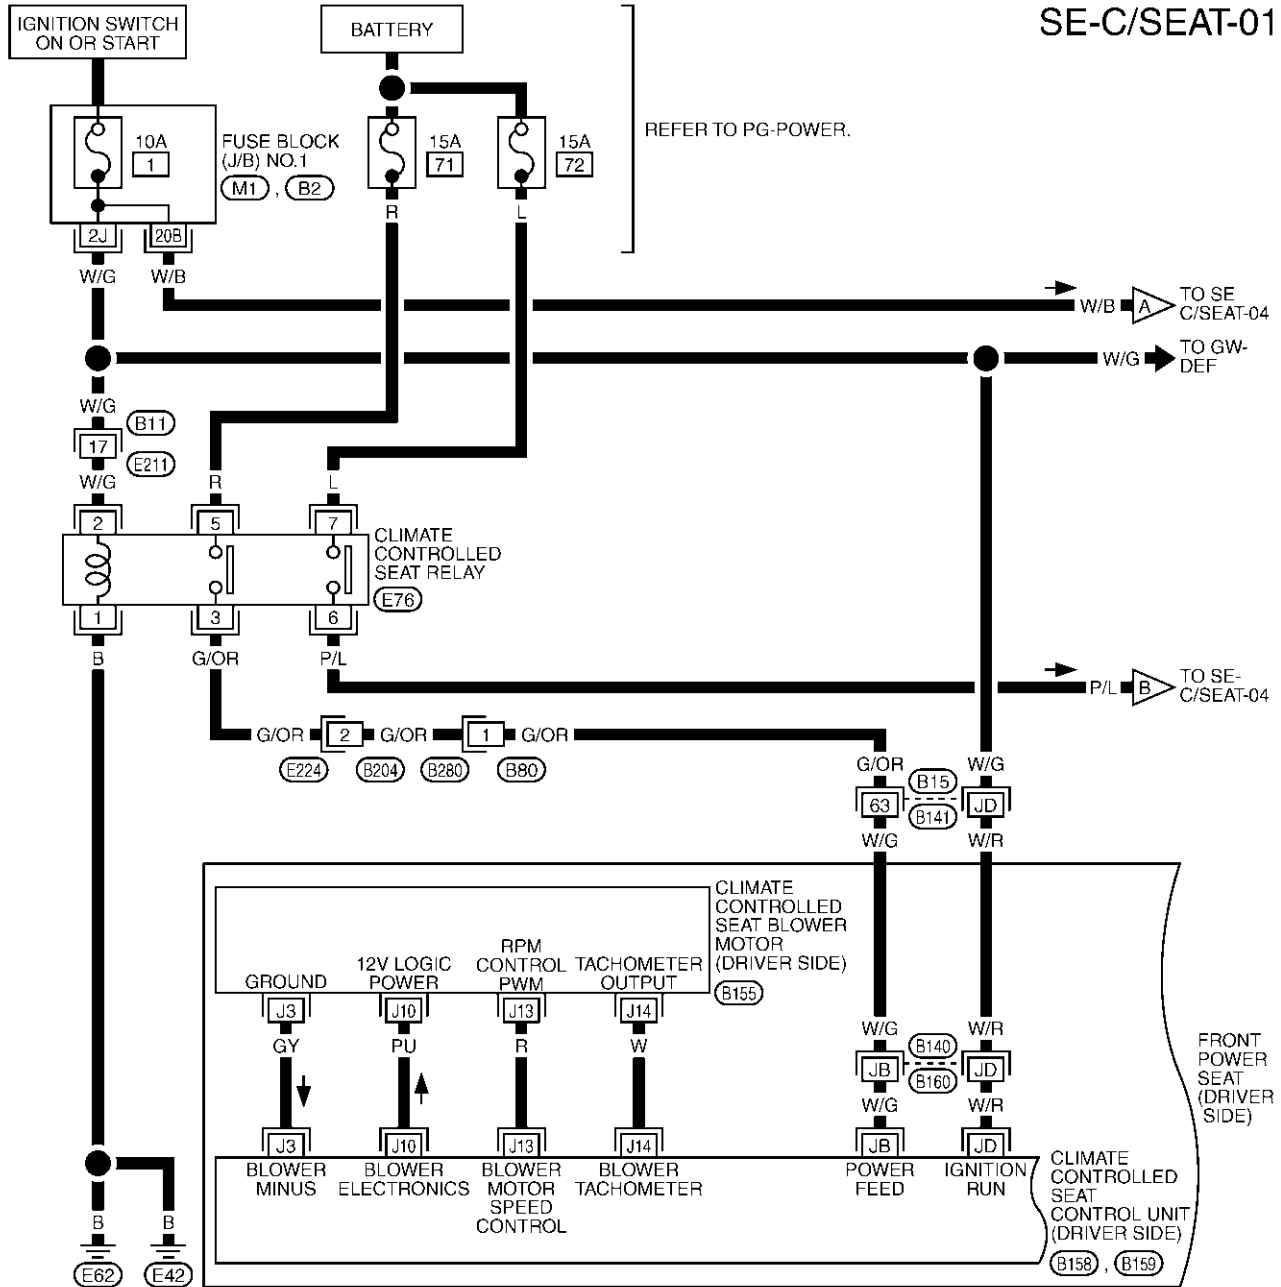 SE-C/SEAT-01
IGNITION SWITCH
ON OR START
BATTERY
REFER TO PG-POWER.
10A
1
FUSE BLOCK
(J/B) NO.1
M1 , B2
15A
71
15A
72
2J
20B
R
L
W/G
W/B
W/B
A
TO SE
C/SEAT-04
W/G
TO GW-
DEF
W/G
B11
17
E211
W/G
R
L
2
5
7
CLIMATE
CONTROLLED
SEAT RELAY
E76
1
3
6
B
G/OR
P/L
P/L
B
TO SE-
C/SEAT-04
G/OR
2
G/OR
1
G/OR
E224
B204
B280
B80
G/OR
W/G
63
B15
B141
JD
W/G
W/R
CLIMATE
CONTROLLED
SEAT BLOWER
MOTOR
(DRIVER SIDE)
B155
GROUND
12V LOGIC
POWER
RPM
CONTROL
PWM
TACHOMETER
OUTPUT
J3
J10
J13
J14
GY
PU
R
W
W/G
W/R
JB
B140
B160
JD
W/G
W/R
FRONT
POWER
SEAT
(DRIVER
SIDE)
J3
J10
J13
J14
JB
JD
BLOWER
MINUS
BLOWER
ELECTRONICS
BLOWER
MOTOR
SPEED
CONTROL
BLOWER
TACHOMETER
POWER
FEED
IGNITION
RUN
CLIMATE
CONTROLLED
SEAT
CONTROL UNIT
(DRIVER SIDE)
B158 , B159
B
B
E62
E42